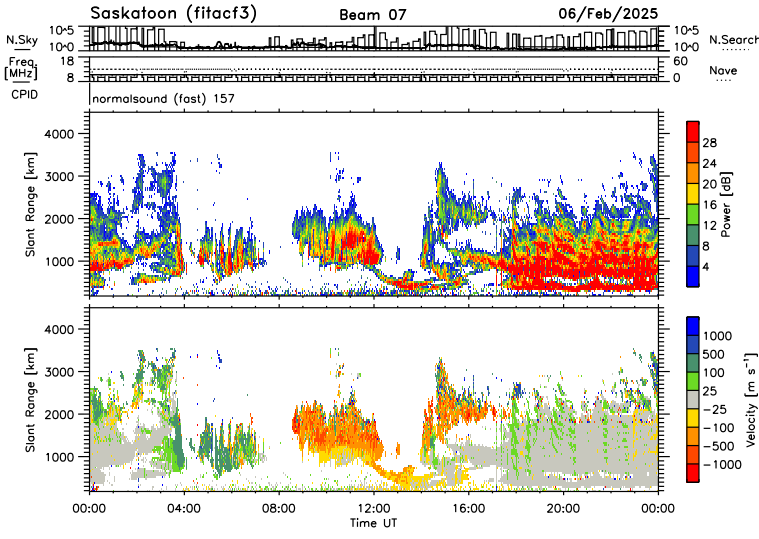 Saskatoon (fitacf3) Beam 07 06/Feb/2025
N.Sky 10^5 10^0 10^5 10^0 N.Search
Freq. [MHz] 18 8 60 0 Nave
CPID normalsound (fast) 157
Slant Range [km] 4000 3000 2000 1000
28 24 20 16 12 8 4 Power [dB]
Slant Range [km] 4000 3000 2000 1000
1000 500 100 25 −25 −100 −500 −1000 Velocity [m s⁻¹]
00:00 04:00 08:00 12:00 16:00 20:00 00:00
Time UT